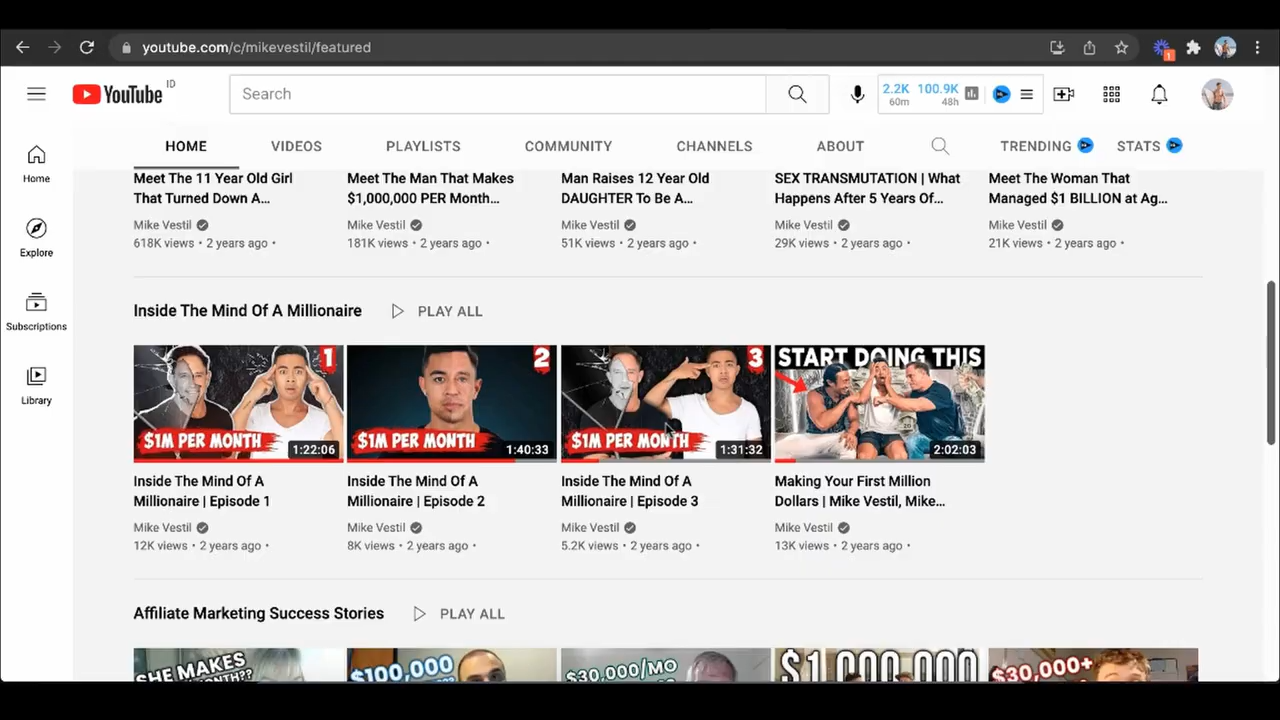 youtube.com/c/mikevestil/featured
1
YouTube ID
Search
2.2K 100.9K
60m 48h
HOME VIDEOS PLAYLISTS COMMUNITY CHANNELS ABOUT TRENDING STATS
Home
Explore
Subscriptions
Library
Meet The 11 Year Old Girl
That Turned Down A...
Mike Vestil
618K views • 2 years ago •
Meet The Man That Makes
$1,000,000 PER Month...
Mike Vestil
181K views • 2 years ago •
Man Raises 12 Year Old
DAUGHTER To Be A...
Mike Vestil
51K views • 2 years ago •
SEX TRANSMUTATION | What
Happens After 5 Years Of...
Mike Vestil
29K views • 2 years ago •
Meet The Woman That
Managed $1 BILLION at Ag...
Mike Vestil
21K views • 2 years ago •
Inside The Mind Of A Millionaire PLAY ALL
1
$1M PER MONTH
1:22:06
Inside The Mind Of A
Millionaire | Episode 1
Mike Vestil
12K views • 2 years ago •
2
$1M PER MONTH
1:40:33
Inside The Mind Of A
Millionaire | Episode 2
Mike Vestil
8K views • 2 years ago •
3
$1M PER MONTH
1:31:32
Inside The Mind Of A
Millionaire | Episode 3
Mike Vestil
5.2K views • 2 years ago •
START DOING THIS
2:02:03
Making Your First Million
Dollars | Mike Vestil, Mike...
Mike Vestil
13K views • 2 years ago •
Affiliate Marketing Success Stories PLAY ALL
SHE MAKES
$100,000
$30,000/MO
$1,000,000
$30,000+